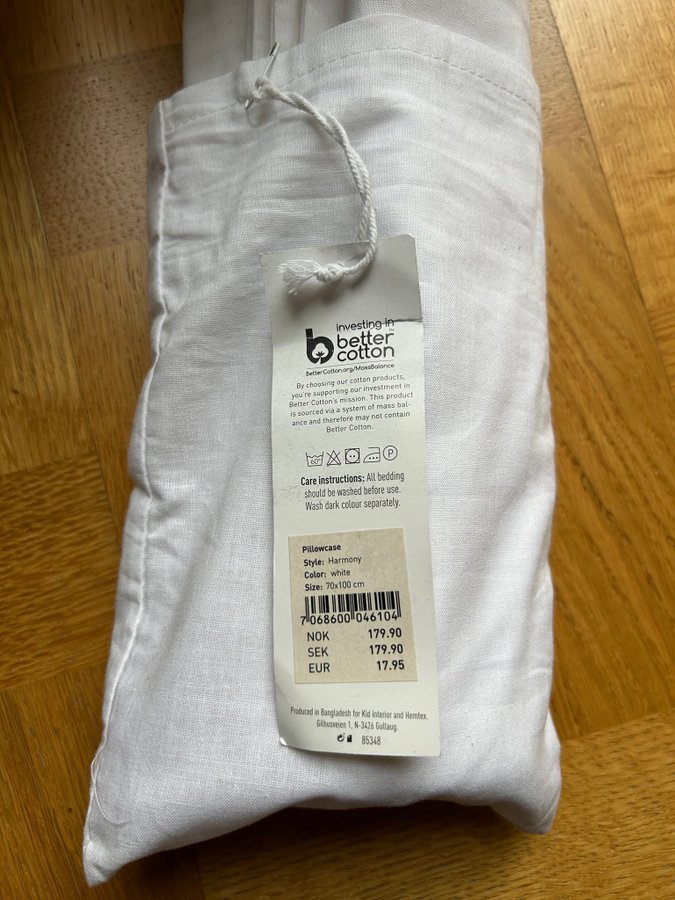 investing in™
better
cotton
BetterCotton.org/MassBalance
By choosing our cotton products,
you're supporting our investment in
Better Cotton's mission. This product
is sourced via a system of mass bal-
ance and therefore may not contain
Better Cotton.
60° P
Care instructions: All bedding
should be washed before use.
Wash dark colour separately.
Pillowcase
Style: Harmony
Color: white
Size: 70x100 cm
7 068600 046104
NOK 179.90
SEK 179.90
EUR 17.95
Produced in Bangladesh for Kid Interior and Hemtex.
Gilhusveien 1, N-3426 Gullaug.
85348